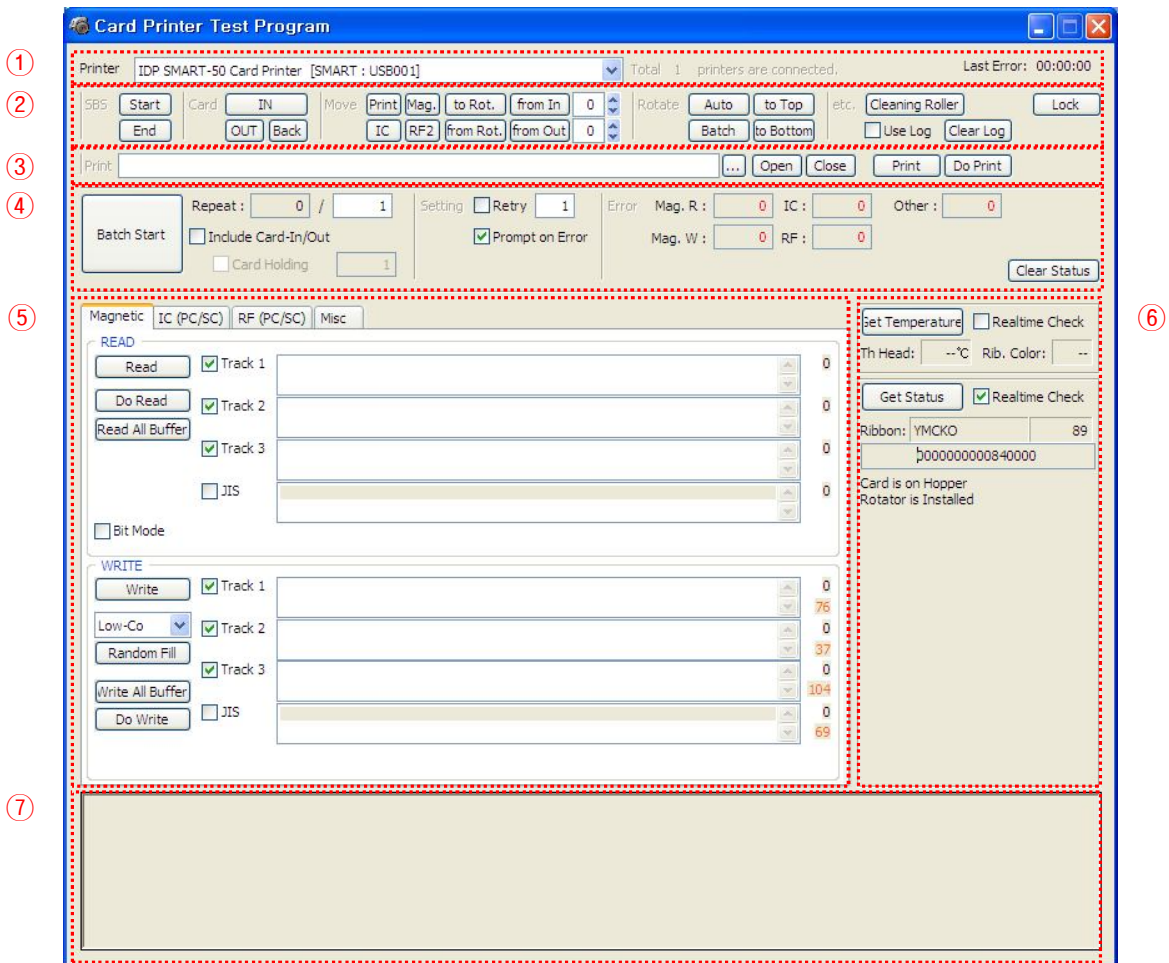 Card Printer Test Program
① Printer IDP SMART-50 Card Printer [SMART : USB001] Total 1 printers are connected. Last Error: 00:00:00
② SBS Start Card IN Move Print Mag. to Rot. from In 0 Rotate Auto to Top etc. Cleaning Roller Lock
End OUT Back IC RF2 from Rot. from Out 0 Batch to Bottom Use Log Clear Log
③ Print ... Open Close Print Do Print
④ Batch Start Repeat : 0 / 1 Setting Retry 1 Error Mag. R : 0 IC : 0 Other : 0
Include Card-In/Out Prompt on Error Mag. W : 0 RF : 0
Card Holding 1
Clear Status
⑤ Magnetic IC (PC/SC) RF (PC/SC) Misc
READ
Read Track 1 0
Do Read Track 2 0
Read All Buffer
Track 3 0
JIS 0
Bit Mode
WRITE
Write Track 1 0
76
Low-Co Track 2 0
Random Fill 37
Track 3 0
Write All Buffer 104
Do Write JIS 0
69
⑥ Get Temperature Realtime Check
Th Head: --℃ Rib. Color: --
Get Status Realtime Check
Ribbon: YMCKO 89
0000000000840000
Card is on Hopper
Rotator is Installed
⑦